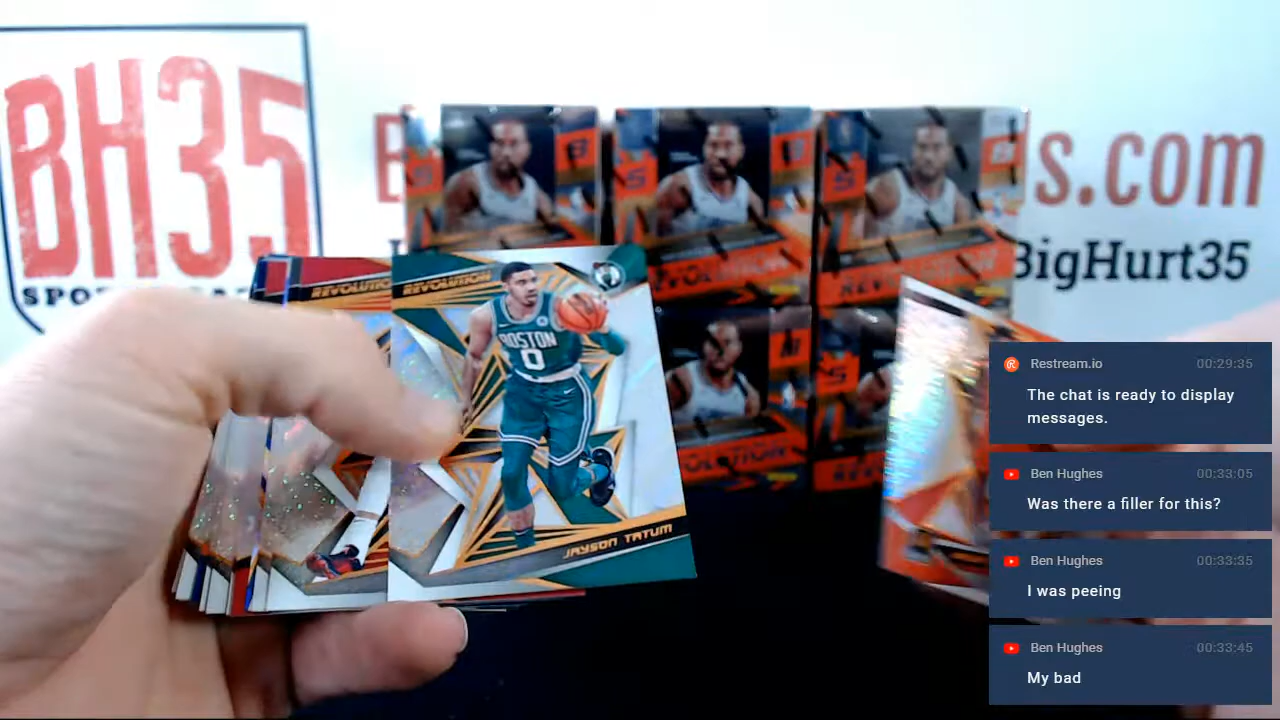 BH35
s.com
BigHurt35
REVOLUTION
REVOLUTION
BOSTON
0
JAYSON TATUM
Restream.io 00:29:35
The chat is ready to display
messages.
Ben Hughes 00:33:05
Was there a filler for this?
Ben Hughes 00:33:35
I was peeing
Ben Hughes 00:33:45
My bad